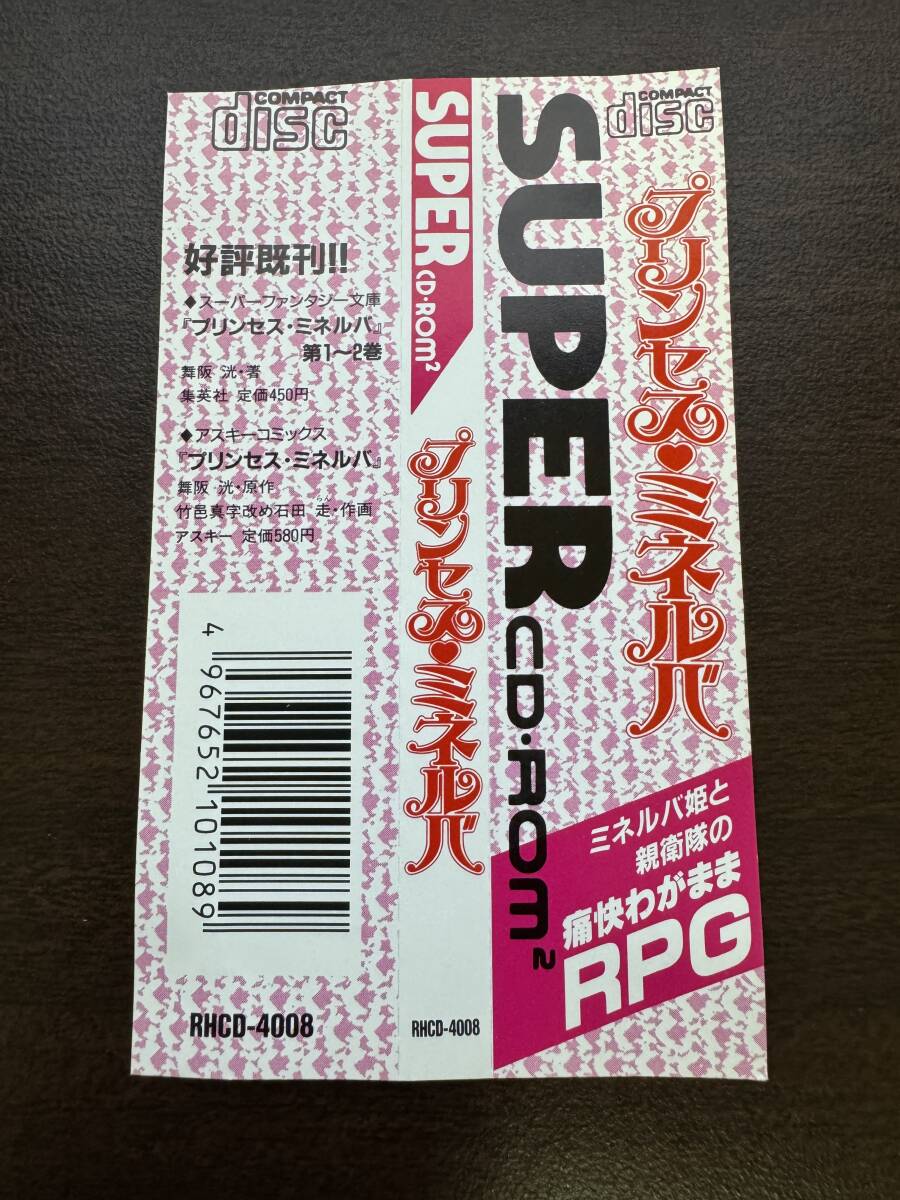 COMPACT
disc
好評既刊!!
◆スーパーファンタジー文庫
『プリンセス・ミネルバ』
第1〜2巻
舞阪 洸・著
集英社 定価450円
◆アスキーコミックス
『プリンセス・ミネルバ』
舞阪 洸・原作
らん
竹邑真字改め石田 走・作画
アスキー 定価580円
4 967652 101089
RHCD-4008
SUPER CD・ROM²
プリンセス♥ミネルバ
RHCD-4008
COMPACT
disc
SUPER CD・ROM²
プリンセス♥ミネルバ
ミネルバ姫と
親衛隊の
痛快わがまま
RPG